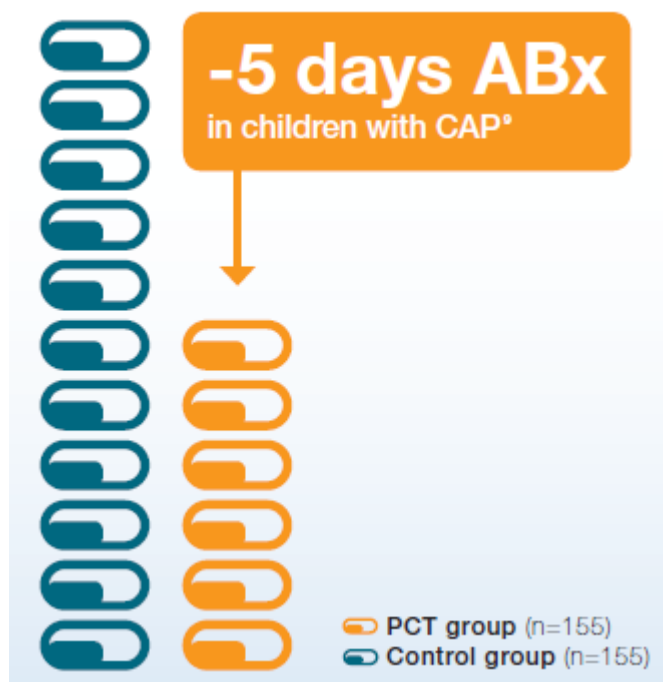 -5 days ABx
in children with CAP⁹
PCT group (n=155)
Control group (n=155)